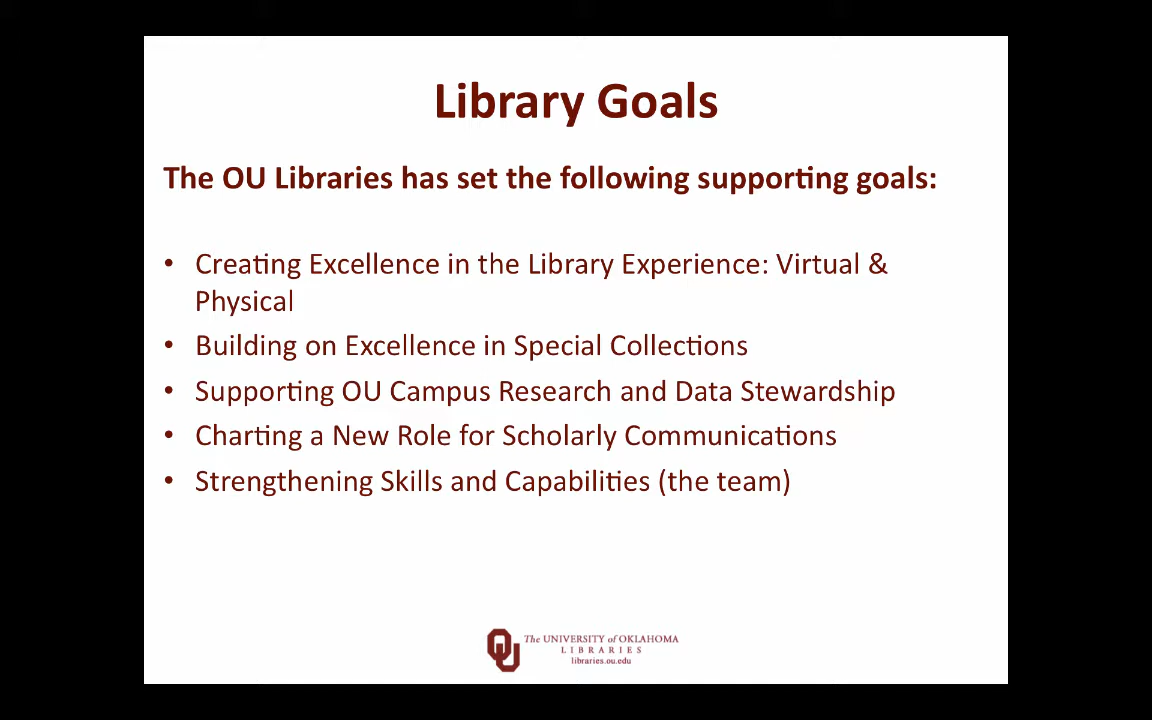 Library Goals
The OU Libraries has set the following supporting goals:
• Creating Excellence in the Library Experience: Virtual &
Physical
• Building on Excellence in Special Collections
• Supporting OU Campus Research and Data Stewardship
• Charting a New Role for Scholarly Communications
• Strengthening Skills and Capabilities (the team)
OU
The UNIVERSITY of OKLAHOMA
LIBRARIES
libraries.ou.edu